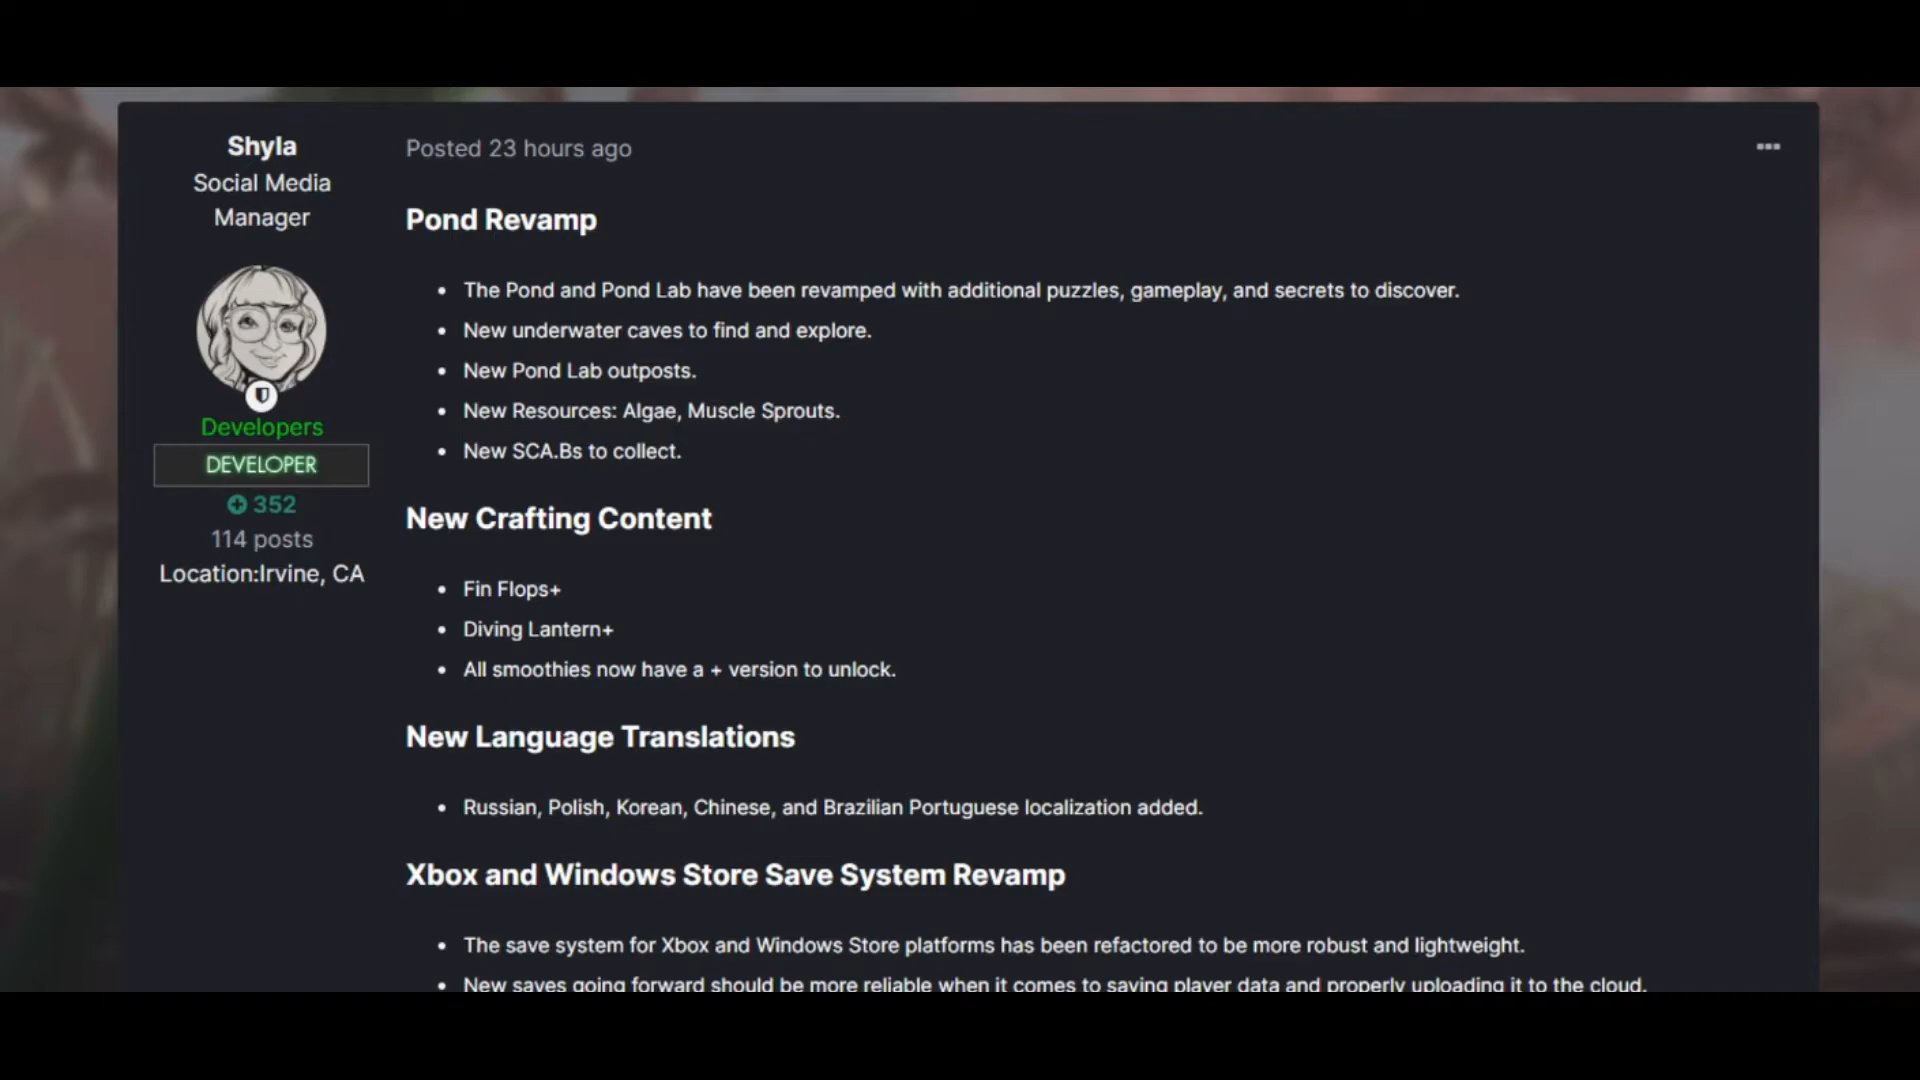 Shyla
Social Media
Manager
Developers
DEVELOPER
352
114 posts
Location:Irvine, CA
Posted 23 hours ago
Pond Revamp
• The Pond and Pond Lab have been revamped with additional puzzles, gameplay, and secrets to discover.
• New underwater caves to find and explore.
• New Pond Lab outposts.
• New Resources: Algae, Muscle Sprouts.
• New SCA.Bs to collect.
New Crafting Content
• Fin Flops+
• Diving Lantern+
• All smoothies now have a + version to unlock.
New Language Translations
• Russian, Polish, Korean, Chinese, and Brazilian Portuguese localization added.
Xbox and Windows Store Save System Revamp
• The save system for Xbox and Windows Store platforms has been refactored to be more robust and lightweight.
• New saves going forward should be more reliable when it comes to saving player data and properly uploading it to the cloud.